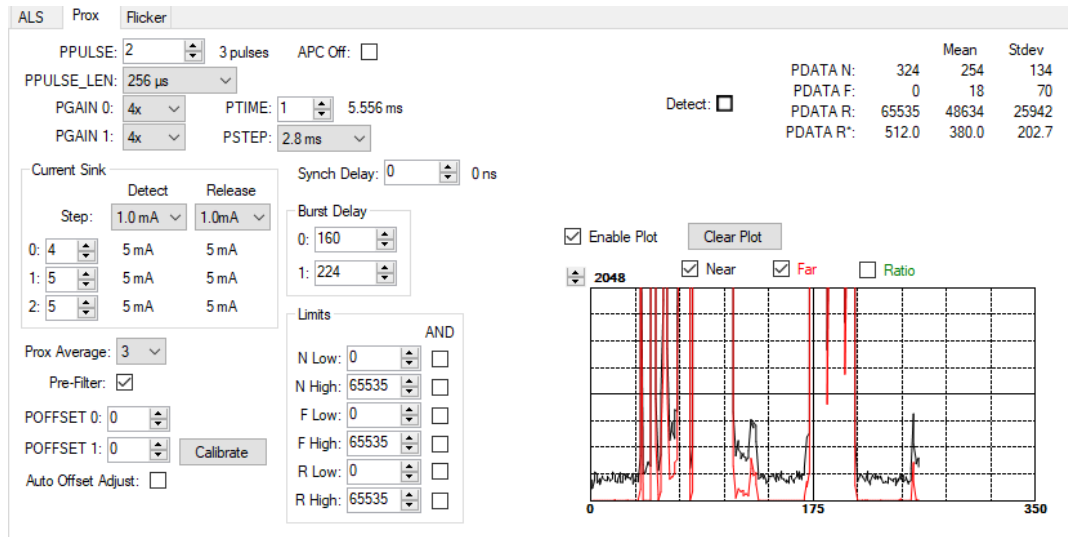 ALS Prox Flicker
PPULSE: 2 3 pulses APC Off:
PPULSE_LEN: 256 µs
PGAIN 0: 4x PTIME: 1 5.556 ms
PGAIN 1: 4x PSTEP: 2.8 ms
Detect:
Mean Stdev
PDATA N: 324 254 134
PDATA F: 0 18 70
PDATA R: 65535 48634 25942
PDATA R*: 512.0 380.0 202.7
Current Sink
Detect Release
Step: 1.0 mA 1.0mA
0: 4 5 mA 5 mA
1: 5 5 mA 5 mA
2: 5 5 mA 5 mA
Synch Delay: 0 0 ns
Burst Delay
0: 160
1: 224
Prox Average: 3
Pre-Filter:
POFFSET 0: 0
POFFSET 1: 0 Calibrate
Auto Offset Adjust:
Limits
AND
N Low: 0
N High: 65535
F Low: 0
F High: 65535
R Low: 0
R High: 65535
Enable Plot Clear Plot
2048 Near Far Ratio
0 175 350